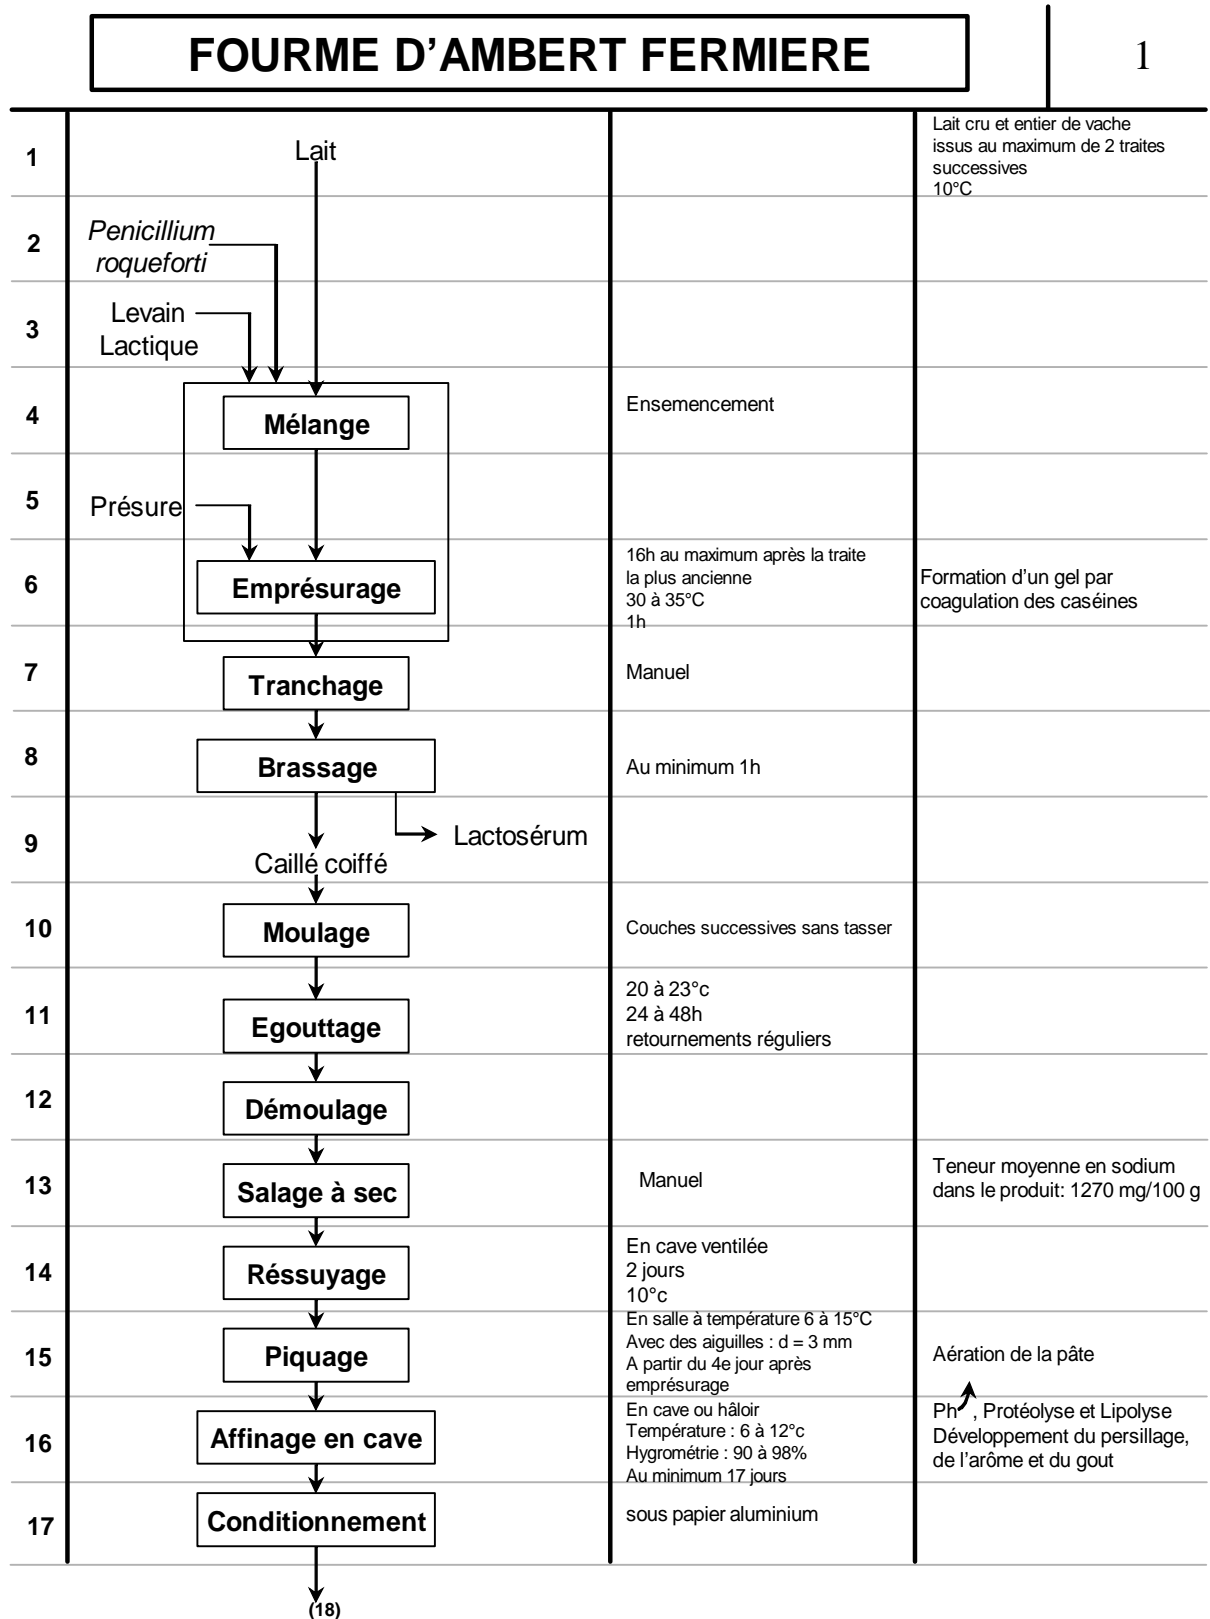 FOURME D’AMBERT FERMIERE
1
1
Lait
Lait cru et entier de vache
issus au maximum de 2 traites
successives
10°C
2
Penicillium
roqueforti
3
Levain
Lactique
4
Mélange
Ensemencement
5
Présure
6
Emprésurage
16h au maximum après la traite
la plus ancienne
30 à 35°C
1h
Formation d’un gel par
coagulation des caséines
7
Tranchage
Manuel
8
Brassage
Au minimum 1h
9
Lactosérum
Caillé coiffé
10
Moulage
Couches successives sans tasser
11
Egouttage
20 à 23°c
24 à 48h
retournements réguliers
12
Démoulage
13
Salage à sec
Manuel
Teneur moyenne en sodium
dans le produit: 1270 mg/100 g
14
Réssuyage
En cave ventilée
2 jours
10°c
15
Piquage
En salle à température 6 à 15°C
Avec des aiguilles : d = 3 mm
A partir du 4e jour après
emprésurage
Aération de la pâte
16
Affinage en cave
En cave ou hâloir
Température : 6 à 12°c
Hygrométrie : 90 à 98%
Au minimum 17 jours
Ph , Protéolyse et Lipolyse
Développement du persillage,
de l’arôme et du gout
17
Conditionnement
sous papier aluminium
(18)